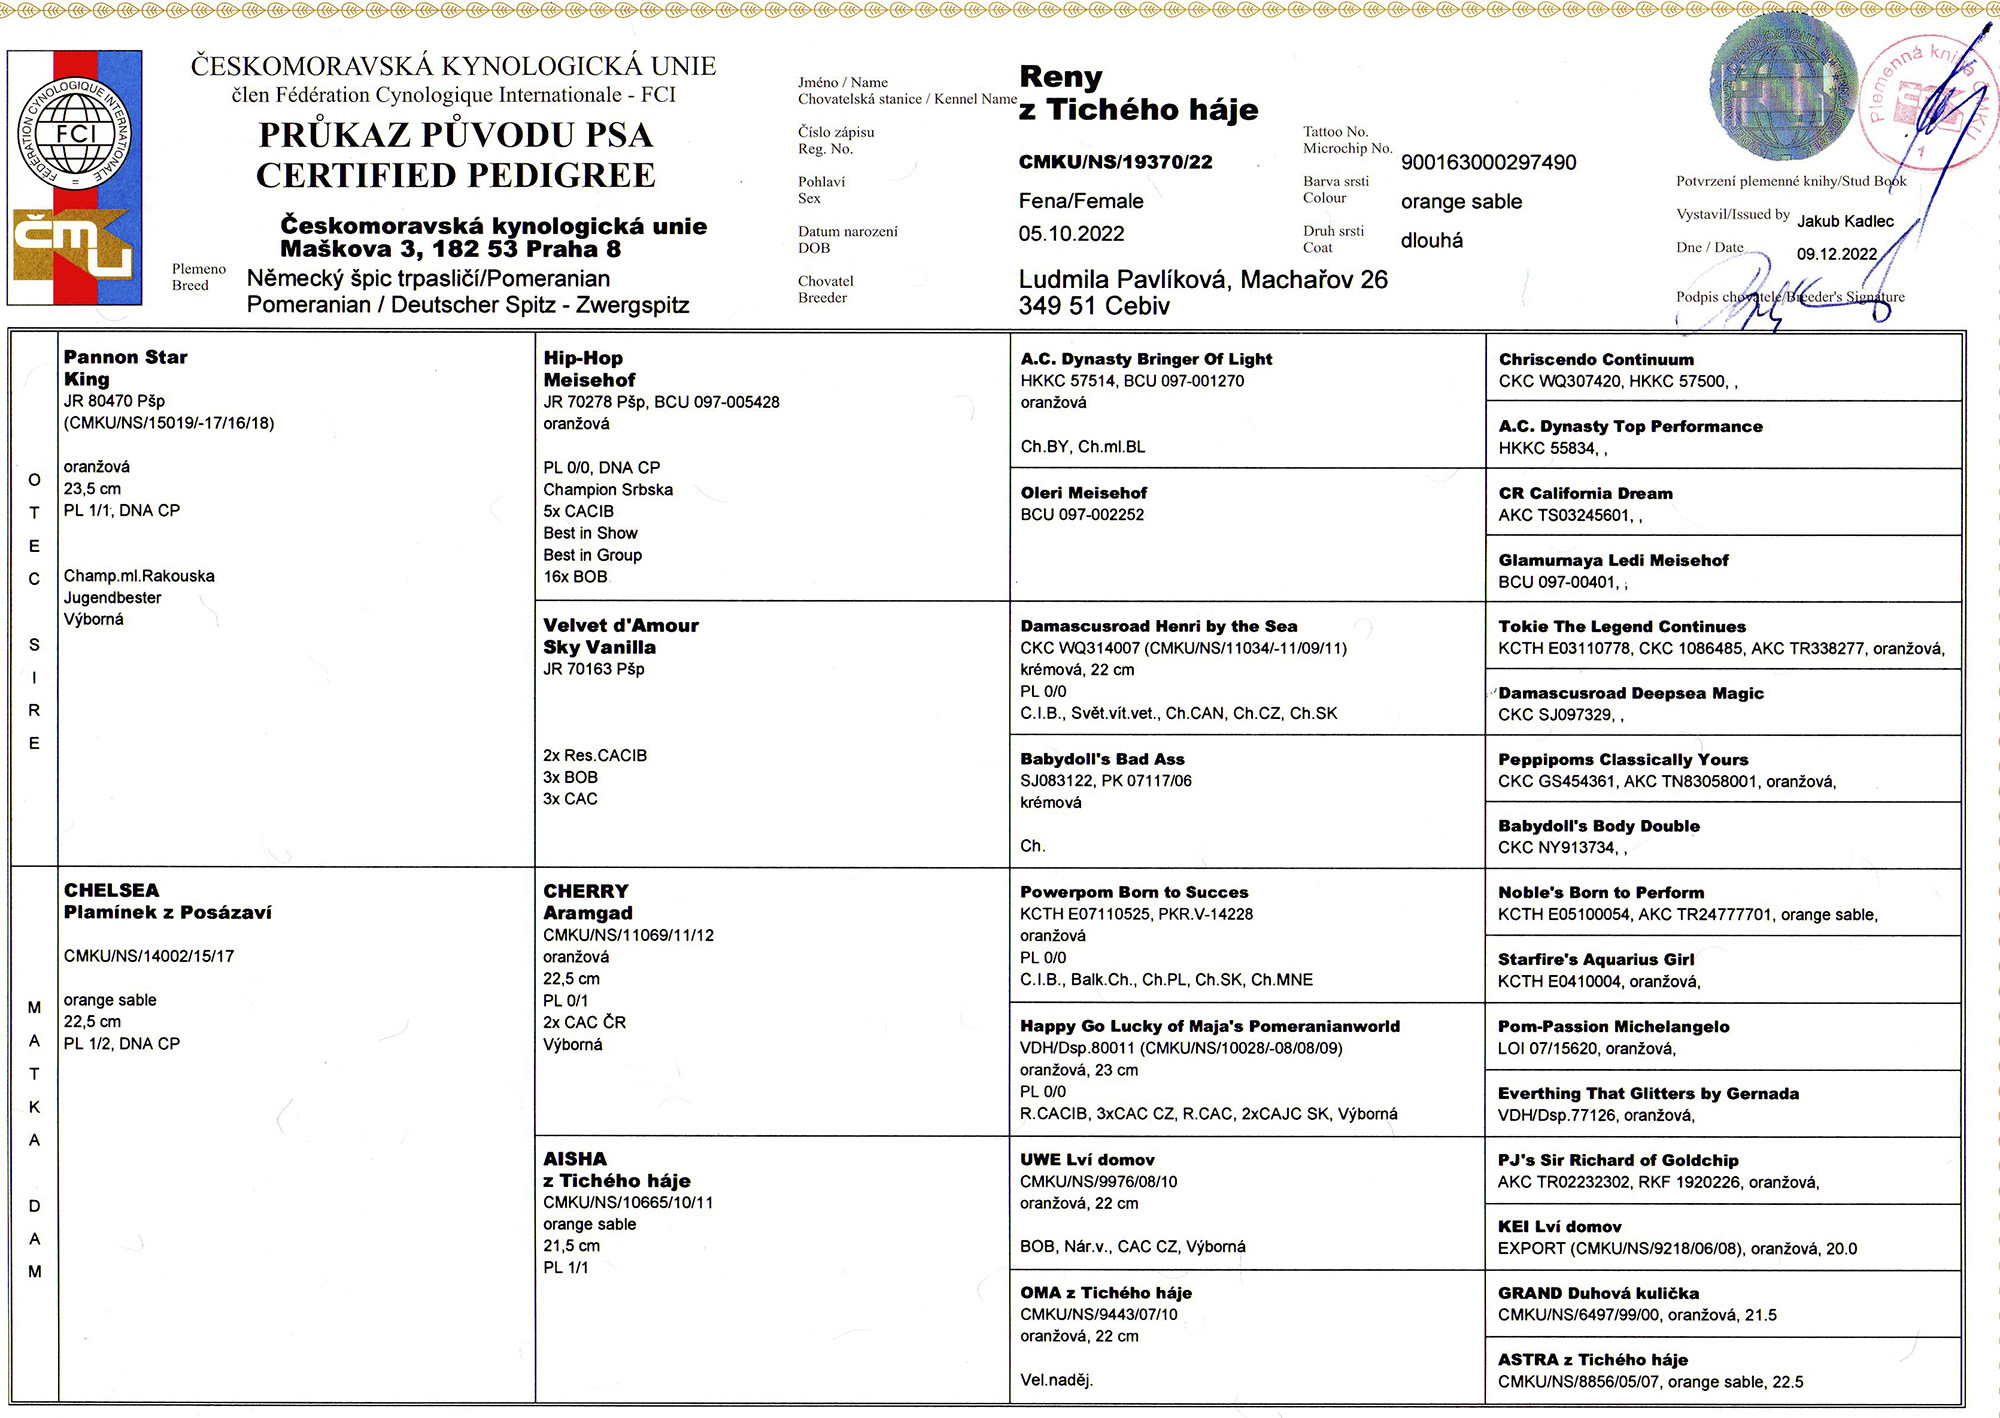 ČESKOMORAVSKÁ KYNOLOGICKÁ UNIE
člen Fédération Cynologique Internationale - FCI
PRŮKAZ PŮVODU PSA
CERTIFIED PEDIGREE
Českomoravská kynologická unie
Maškova 3, 182 53 Praha 8
Plemeno
Breed
Německý špic trpasličí/Pomeranian
Pomeranian / Deutscher Spitz - Zwergspitz
FÉDÉRATION CYNOLOGIQUE INTERNATIONALE
FCI
čmu
Jméno / Name
Chovatelská stanice / Kennel Name
Reny
z Tichého háje
Číslo zápisu
Reg. No.
CMKU/NS/19370/22
Pohlaví
Sex
Fena/Female
Datum narození
DOB
05.10.2022
Chovatel
Breeder
Ludmila Pavlíková, Machařov 26
349 51 Cebiv
Tattoo No.
Microchip No.
900163000297490
Barva srsti
Colour
orange sable
Druh srsti
Coat
dlouhá
Plemenná kniha ČMKU
1
Potvrzení plemenné knihy/Stud Book
Vystavil/Issued by
Jakub Kadlec
Dne / Date
09.12.2022
Podpis chovatele/Breeder's Signature
OTEC SIRE
Pannon Star
King
JR 80470 Pšp
(CMKU/NS/15019/-17/16/18)
oranžová
23,5 cm
PL 1/1, DNA CP
Champ.ml.Rakouska
Jugendbester
Výborná
Hip-Hop
Meisehof
JR 70278 Pšp, BCU 097-005428
oranžová
PL 0/0, DNA CP
Champion Srbska
5x CACIB
Best in Show
Best in Group
16x BOB
Velvet d'Amour
Sky Vanilla
JR 70163 Pšp
2x Res.CACIB
3x BOB
3x CAC
A.C. Dynasty Bringer Of Light
HKKC 57514, BCU 097-001270
oranžová
Ch.BY, Ch.ml.BL
Oleri Meisehof
BCU 097-002252
Damascusroad Henri by the Sea
CKC WQ314007 (CMKU/NS/11034/-11/09/11)
krémová, 22 cm
PL 0/0
C.I.B., Svět.vít.vet., Ch.CAN, Ch.CZ, Ch.SK
Babydoll's Bad Ass
SJ083122, PK 07117/06
krémová
Ch.
Chriscendo Continuum
CKC WQ307420, HKKC 57500, ,
A.C. Dynasty Top Performance
HKKC 55834, ,
CR California Dream
AKC TS03245601, ,
Glamurnaya Ledi Meisehof
BCU 097-00401, ,
Tokie The Legend Continues
KCTH E03110778, CKC 1086485, AKC TR338277, oranžová,
Damascusroad Deepsea Magic
CKC SJ097329, ,
Peppipoms Classically Yours
CKC GS454361, AKC TN83058001, oranžová,
Babydoll's Body Double
CKC NY913734, ,
MATKA DAM
CHELSEA
Plamínek z Posázaví
CMKU/NS/14002/15/17
orange sable
22,5 cm
PL 1/2, DNA CP
CHERRY
Aramgad
CMKU/NS/11069/11/12
oranžová
22,5 cm
PL 0/1
2x CAC ČR
Výborná
AISHA
z Tichého háje
CMKU/NS/10665/10/11
orange sable
21,5 cm
PL 1/1
Powerpom Born to Succes
KCTH E07110525, PKR.V-14228
oranžová
PL 0/0
C.I.B., Balk.Ch., Ch.PL, Ch.SK, Ch.MNE
Happy Go Lucky of Maja's Pomeranianworld
VDH/Dsp.80011 (CMKU/NS/10028/-08/08/09)
oranžová, 23 cm
PL 0/0
R.CACIB, 3xCAC CZ, R.CAC, 2xCAJC SK, Výborná
UWE Lví domov
CMKU/NS/9976/08/10
oranžová, 22 cm
BOB, Nár.v., CAC CZ, Výborná
OMA z Tichého háje
CMKU/NS/9443/07/10
oranžová, 22 cm
Vel.naděj.
Noble's Born to Perform
KCTH E05100054, AKC TR24777701, orange sable,
Starfire's Aquarius Girl
KCTH E0410004, oranžová,
Pom-Passion Michelangelo
LOI 07/15620, oranžová,
Everthing That Glitters by Gernada
VDH/Dsp.77126, oranžová,
PJ's Sir Richard of Goldchip
AKC TR02232302, RKF 1920226, oranžová,
KEI Lví domov
EXPORT (CMKU/NS/9218/06/08), oranžová, 20.0
GRAND Duhová kulička
CMKU/NS/6497/99/00, oranžová, 21.5
ASTRA z Tichého háje
CMKU/NS/8856/05/07, orange sable, 22.5